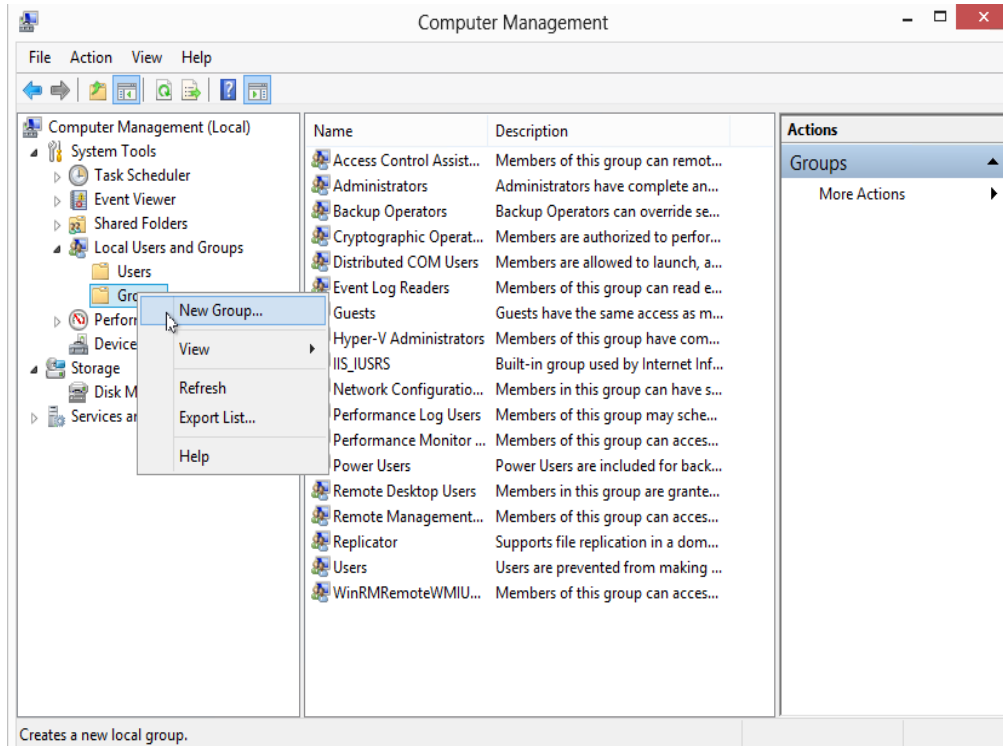 Computer Management
File Action View Help
Computer Management (Local)
System Tools
Task Scheduler
Event Viewer
Shared Folders
Local Users and Groups
Users
Gro
Perfor
Device
Storage
Disk M
Services an
New Group...
View
Refresh
Export List...
Help
Name Description
Access Control Assist... Members of this group can remot...
Administrators Administrators have complete an...
Backup Operators Backup Operators can override se...
Cryptographic Operat... Members are authorized to perfor...
Distributed COM Users Members are allowed to launch, a...
Event Log Readers Members of this group can read e...
Guests Guests have the same access as m...
Hyper-V Administrators Members of this group have com...
IIS_IUSRS Built-in group used by Internet Inf...
Network Configuratio... Members in this group can have s...
Performance Log Users Members of this group may sche...
Performance Monitor ... Members of this group can acces...
Power Users Power Users are included for back...
Remote Desktop Users Members in this group are grante...
Remote Management... Members of this group can acces...
Replicator Supports file replication in a dom...
Users Users are prevented from making ...
WinRMRemoteWMIU... Members of this group can acces...
Actions
Groups
More Actions
Creates a new local group.